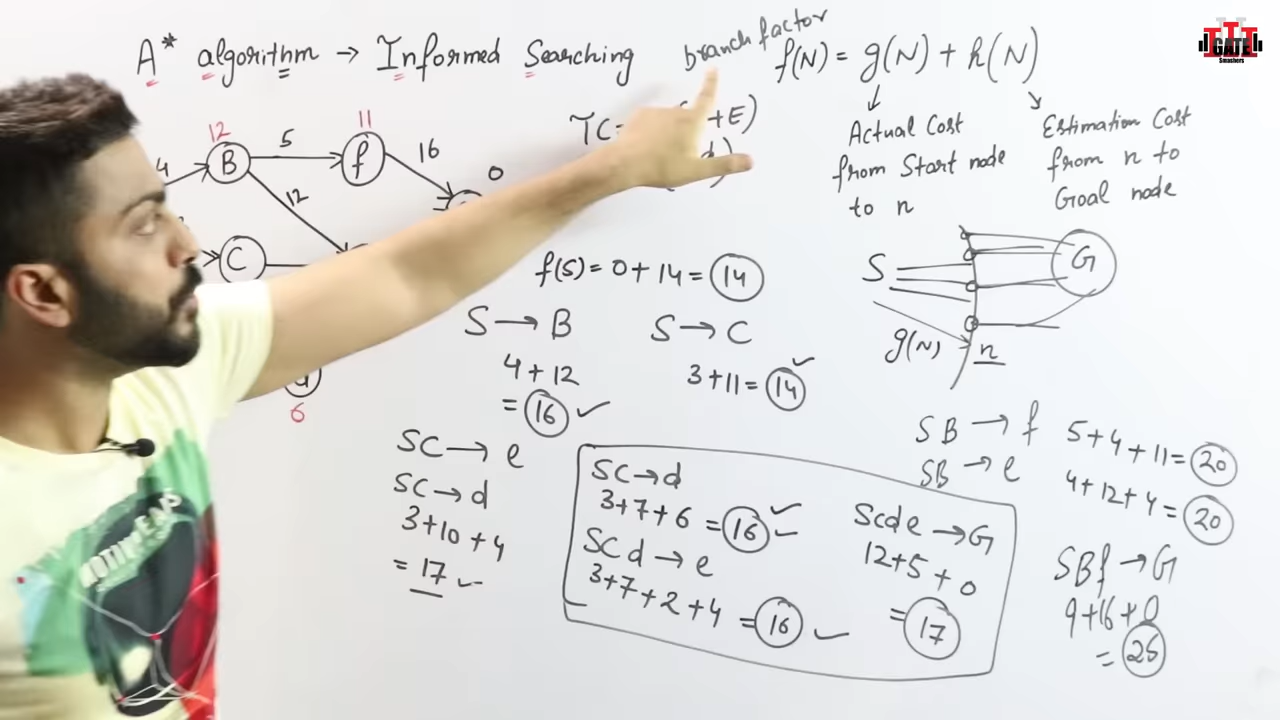 A* algorithm → Informed Searching
branch factor
f(N) = g(N) + h(N)
GATE
Smashers
TC=
+E)
d)
Actual Cost
from Start node
to n
Estimation Cost
from n to
Goal node
12
11
4
B
5
f
16
0
12
C
6
f(S) = 0 + 14 = 14
S → B
4 + 12
= 16 ✓
S → C
3 + 11 = 14 ✓
S
G
g(N)
n
SC → e
SC → d
3 + 10 + 4
= 17 ✓
SC → d
3 + 7 + 6 = 16 ✓
SCd → e
3 + 7 + 2 + 4 = 16 ✓
Scde → G
12 + 5 + 0
= 17
SB → f 5 + 4 + 11 = 20
SB → e 4 + 12 + 4 = 20
SBf → G
9 + 16 + 0
= 25